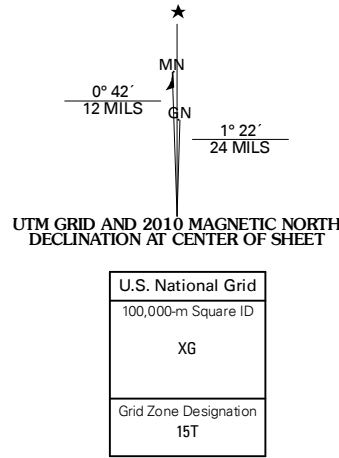 ★
MN
0° 42´
12 MILS
GN
1° 22´
24 MILS
UTM GRID AND 2010 MAGNETIC NORTH
DECLINATION AT CENTER OF SHEET
U.S. National Grid
100,000-m Square ID
XG
Grid Zone Designation
15T